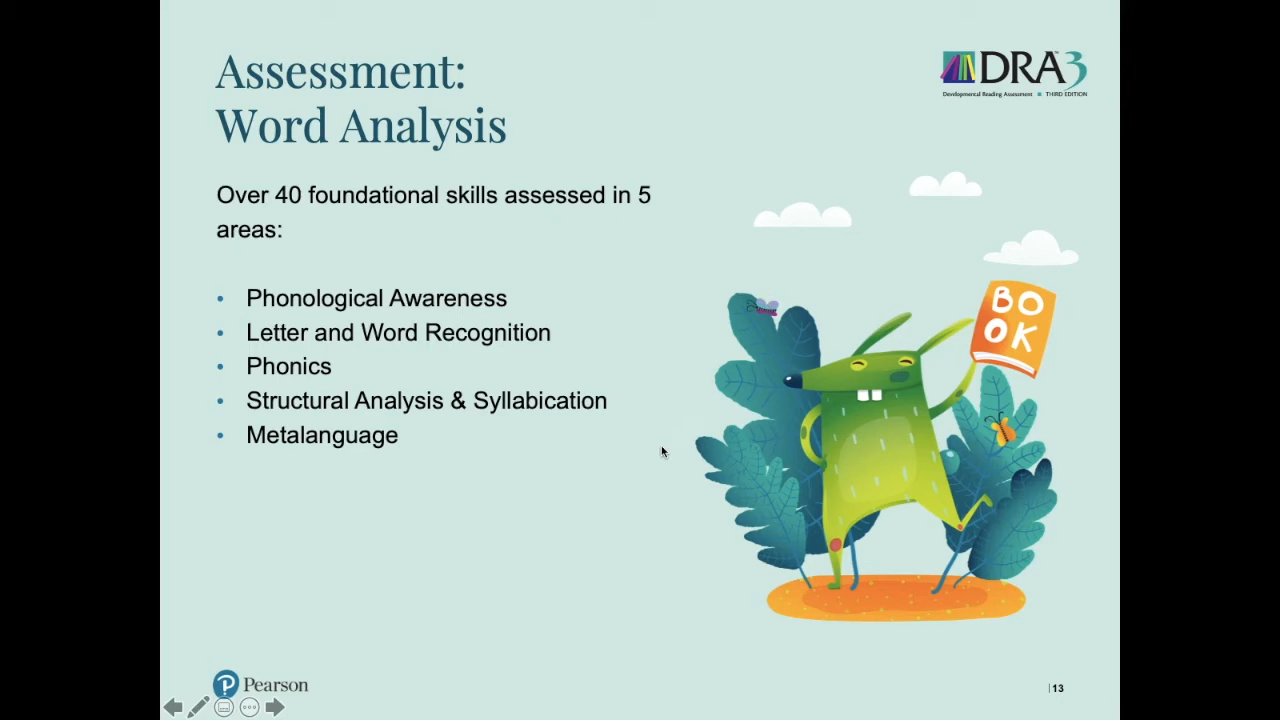 Assessment:
Word Analysis
DRA3™
Developmental Reading Assessment ■ THIRD EDITION
Over 40 foundational skills assessed in 5
areas:
• Phonological Awareness
• Letter and Word Recognition
• Phonics
• Structural Analysis & Syllabication
• Metalanguage
BO
OK
P Pearson
| 13